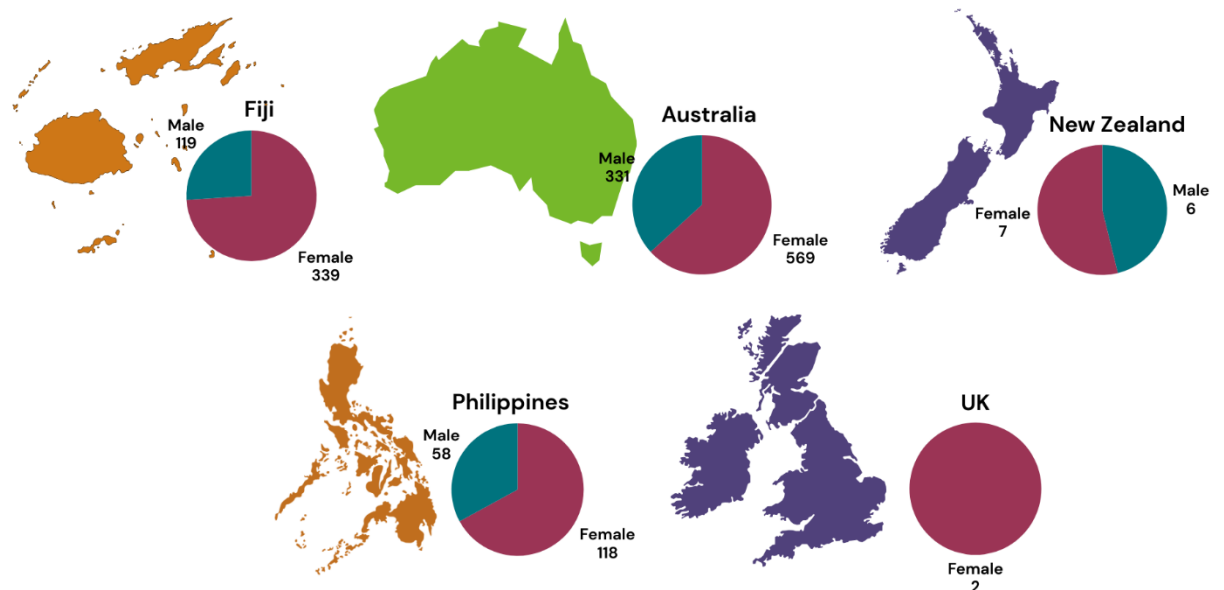 Fiji
Male
119
Female
339
Australia
Male
331
Female
569
New Zealand
Male
6
Female
7
Philippines
Male
58
Female
118
UK
Female
2